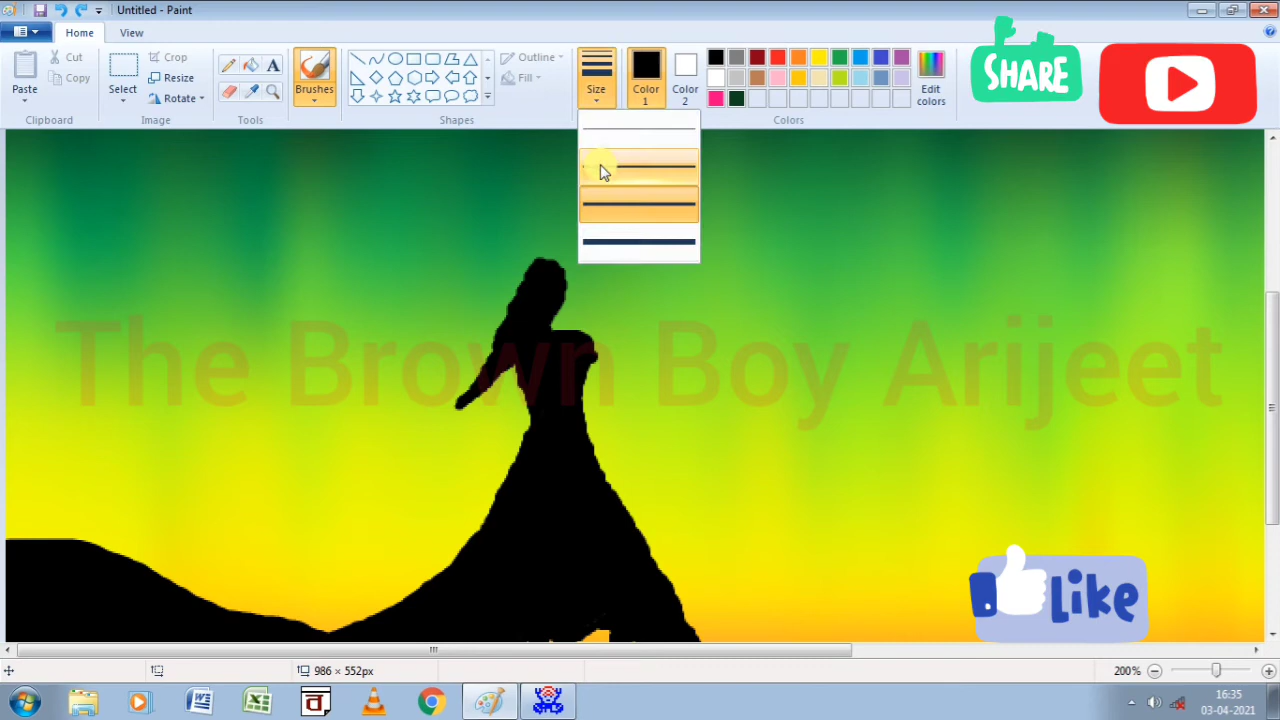 Untitled - Paint
Home View
Paste
Cut
Copy
Clipboard
Select
Crop
Resize
Rotate
Image
A
Tools
Brushes
Outline
Fill
Shapes
Size
Color 1
Color 2
Edit colors
Colors
SHARE
The Brown Boy Arijeet
Like
986 × 552px
200%
16:35
03-04-2021